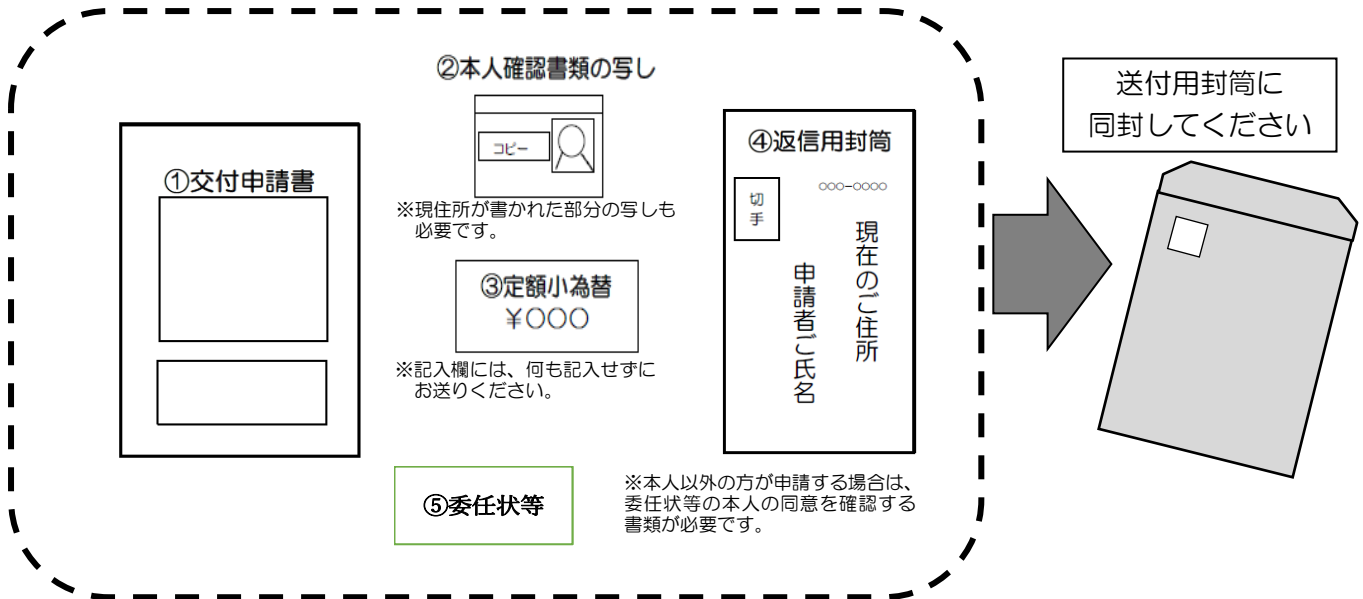 ①交付申請書
②本人確認書類の写し
コピー
※現住所が書かれた部分の写しも
必要です。
③定額小為替
¥○○○
※記入欄には、何も記入せずに
お送りください。
④返信用封筒
切
手
○○○-○○○○
現在のご住所
申請者ご氏名
⑤委任状等
※本人以外の方が申請する場合は、
委任状等の本人の同意を確認する
書類が必要です。
送付用封筒に
同封してください